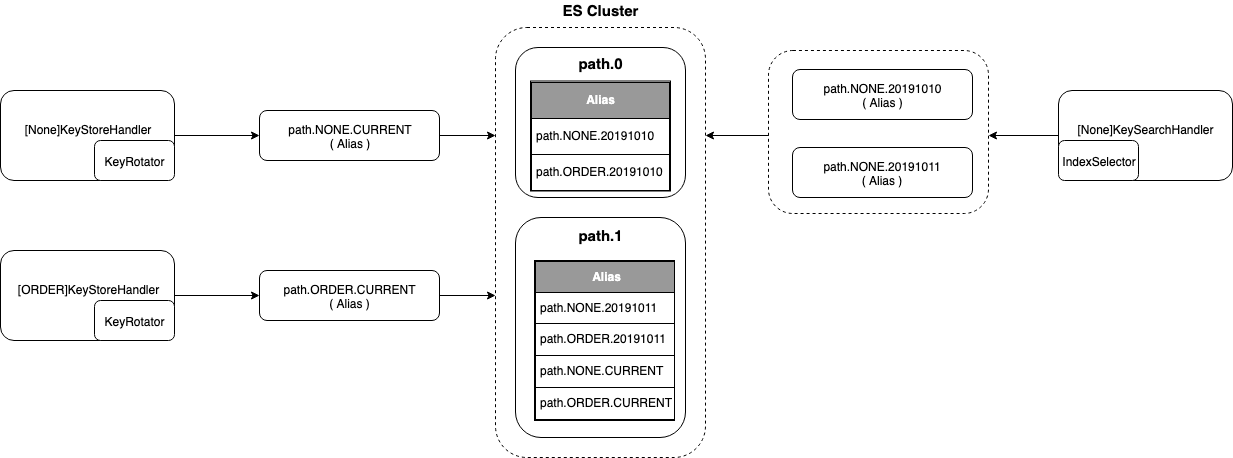 ES Cluster
path.0
Alias
path.NONE.20191010
path.ORDER.20191010
path.1
Alias
path.NONE.20191011
path.ORDER.20191011
path.NONE.CURRENT
path.ORDER.CURRENT
[None]KeyStoreHandler
KeyRotator
path.NONE.CURRENT
( Alias )
[ORDER]KeyStoreHandler
KeyRotator
path.ORDER.CURRENT
( Alias )
path.NONE.20191010
( Alias )
path.NONE.20191011
( Alias )
[None]KeySearchHandler
IndexSelector